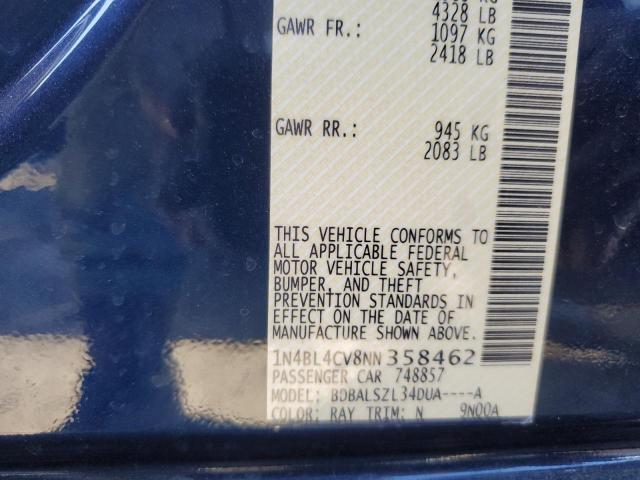 4328 LB
GAWR FR.: 1097 KG
2418 LB
GAWR RR.: 945 KG
2083 LB
THIS VEHICLE CONFORMS TO
ALL APPLICABLE FEDERAL
MOTOR VEHICLE SAFETY,
BUMPER, AND THEFT
PREVENTION STANDARDS IN
EFFECT ON THE DATE OF
MANUFACTURE SHOWN ABOVE.
1N4BL4CV8NN358462
PASSENGER CAR 748857
MODEL: BDBALSZL34DUA----A
COLOR: RAY TRIM: N 9N00A